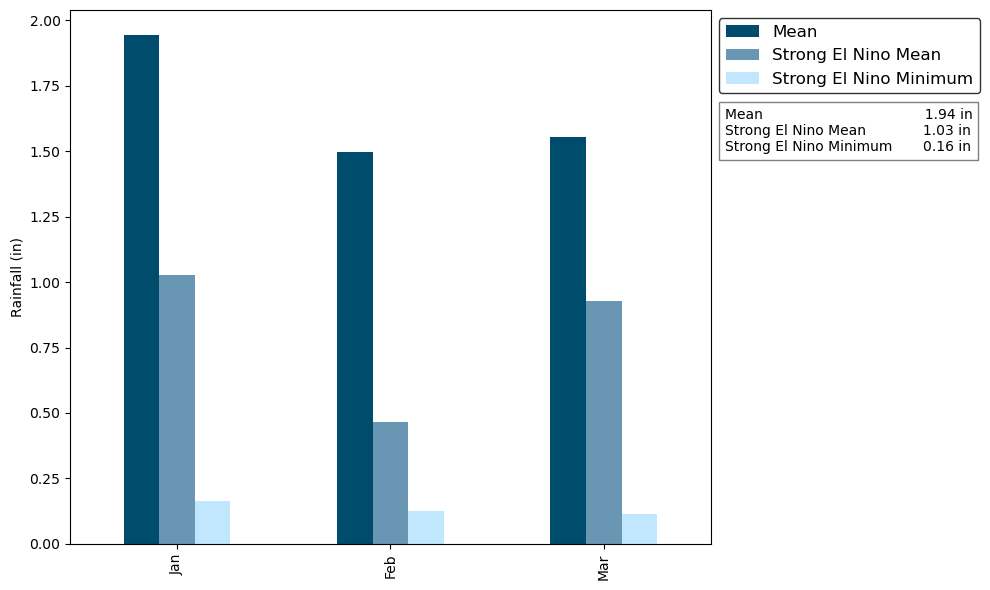 2.00
1.75
1.50
1.25
1.00
0.75
0.50
0.25
0.00
Rainfall (in)
Jan
Feb
Mar
Mean
Strong El Nino Mean
Strong El Nino Minimum
Mean 1.94 in
Strong El Nino Mean 1.03 in
Strong El Nino Minimum 0.16 in